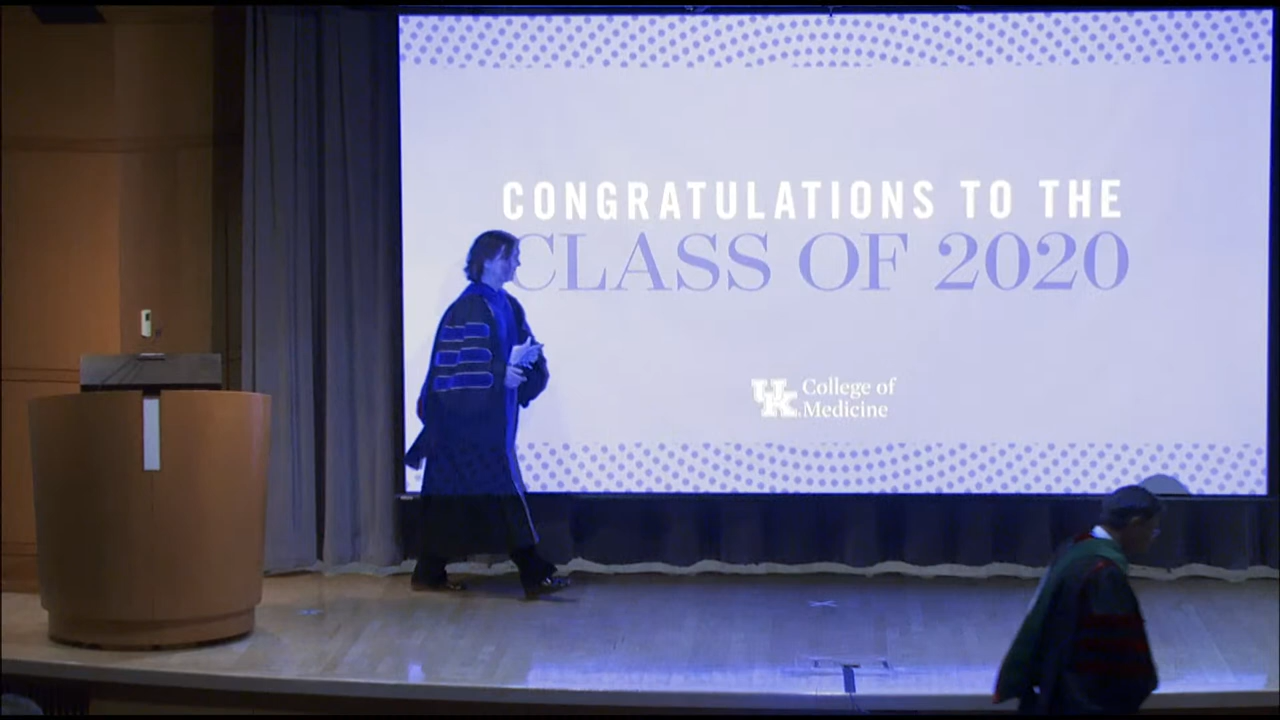 CONGRATULATIONS TO THE
CLASS OF 2020
UK College of
Medicine